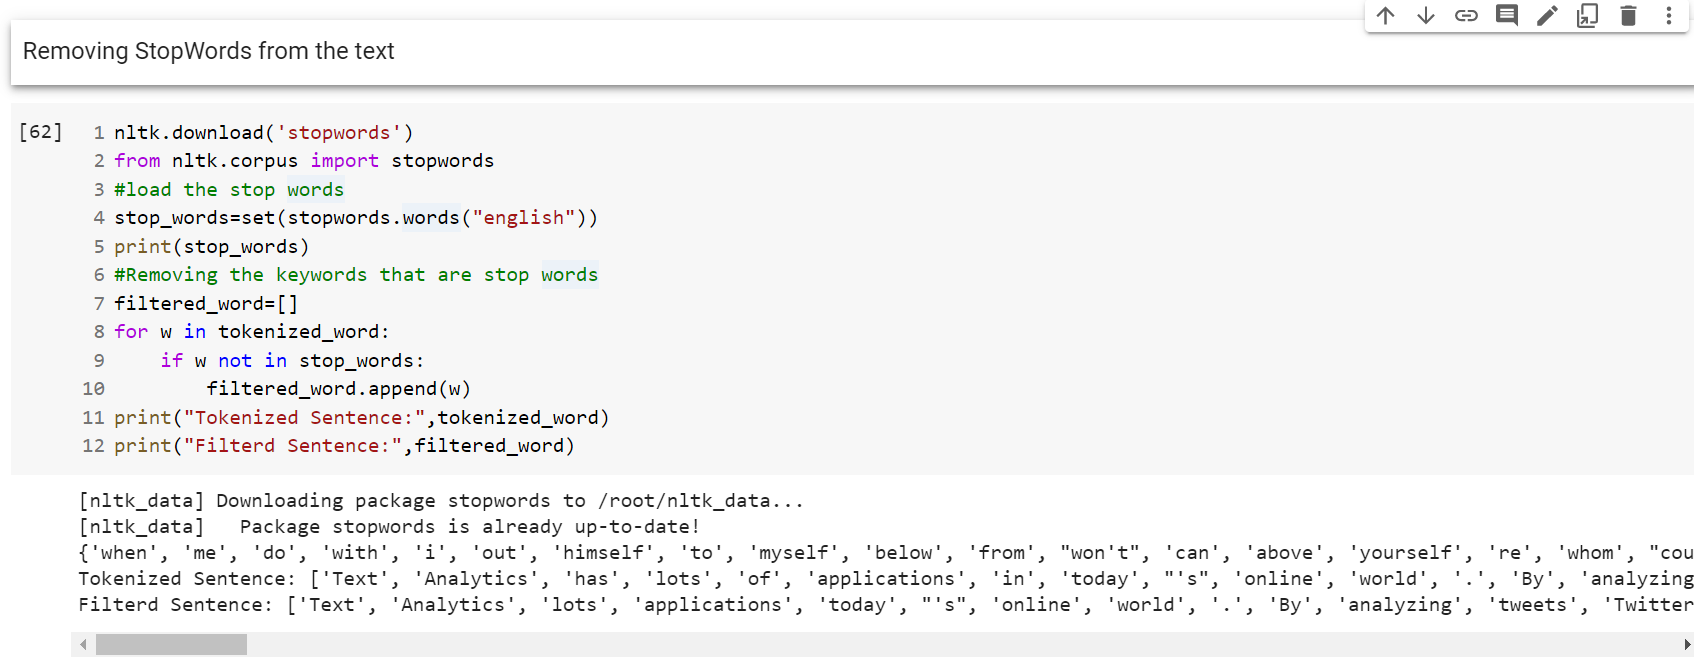 Removing StopWords from the text
[62]
1 nltk.download('stopwords')
2 from nltk.corpus import stopwords
3 #load the stop words
4 stop_words=set(stopwords.words("english"))
5 print(stop_words)
6 #Removing the keywords that are stop words
7 filtered_word=[]
8 for w in tokenized_word:
9     if w not in stop_words:
10         filtered_word.append(w)
11 print("Tokenized Sentence:",tokenized_word)
12 print("Filterd Sentence:",filtered_word)
[nltk_data] Downloading package stopwords to /root/nltk_data...
[nltk_data]   Package stopwords is already up-to-date!
{'when', 'me', 'do', 'with', 'i', 'out', 'himself', 'to', 'myself', 'below', 'from', "won't", 'can', 'above', 'yourself', 're', 'whom', "cou
Tokenized Sentence: ['Text', 'Analytics', 'has', 'lots', 'of', 'applications', 'in', 'today', "'s", 'online', 'world', '.', 'By', 'analyzing
Filterd Sentence: ['Text', 'Analytics', 'lots', 'applications', 'today', "'s", 'online', 'world', '.', 'By', 'analyzing', 'tweets', 'Twitter